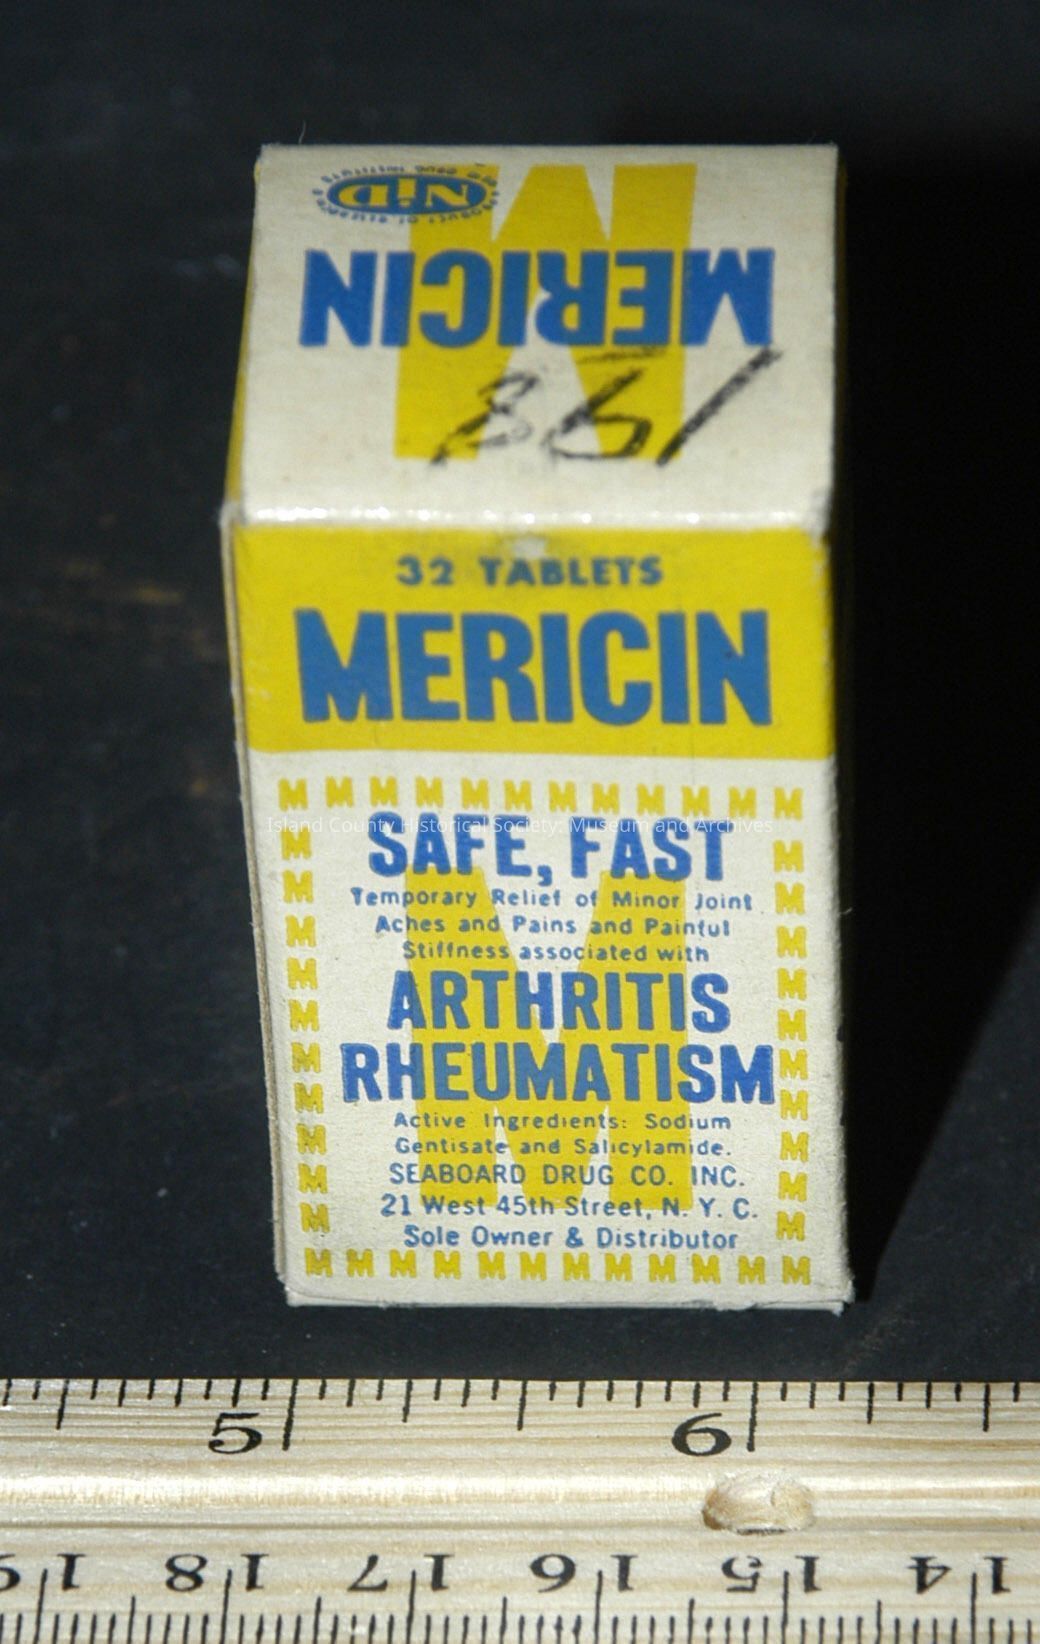 NiD
MERICIN
32 TABLETS
MERICIN
M M M M M M M M M M M M
Island County Historical Society: Museum and Archives
SAFE, FAST
Temporary Relief of Minor Joint
Aches and Pains and Painful
Stiffness associated with
ARTHRITIS
RHEUMATISM
Active Ingredients: Sodium
Gentisate and Salicylamide.
SEABOARD DRUG CO. INC.
21 West 45th Street, N. Y. C.
Sole Owner & Distributor
M M M M M M M M M M M M
5 6
19 18 17 16 15 14